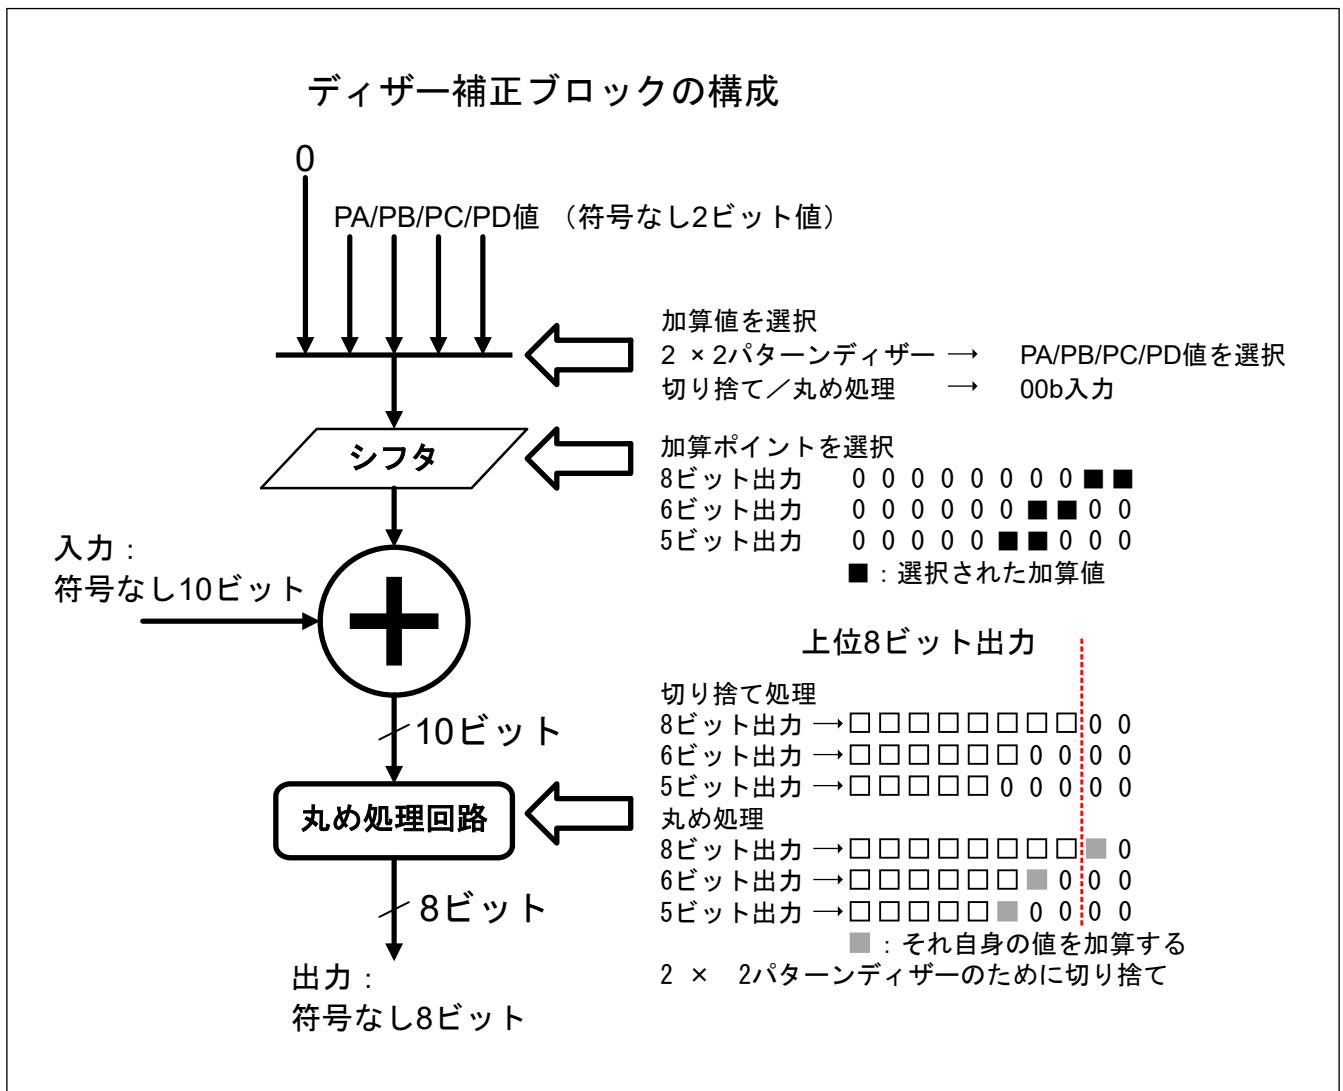 ディザー補正ブロックの構成
0
PA/PB/PC/PD値 （符号なし2ビット値）
加算値を選択
2 × 2パターンディザー → PA/PB/PC/PD値を選択
切り捨て／丸め処理 → 00b入力
シフタ
加算ポイントを選択
8ビット出力 0 0 0 0 0 0 0 0 ■ ■
6ビット出力 0 0 0 0 0 0 ■ ■ 0 0
5ビット出力 0 0 0 0 0 ■ ■ 0 0 0
■：選択された加算値
入力：
符号なし10ビット
上位8ビット出力
10ビット
切り捨て処理
8ビット出力 → □ □ □ □ □ □ □ □ 0 0
6ビット出力 → □ □ □ □ □ □ 0 0 0 0
5ビット出力 → □ □ □ □ □ 0 0 0 0 0
丸め処理回路
丸め処理
8ビット出力 → □ □ □ □ □ □ □ □ ■ 0
6ビット出力 → □ □ □ □ □ □ ■ 0 0 0
5ビット出力 → □ □ □ □ □ ■ 0 0 0 0
■：それ自身の値を加算する
2 × 2パターンディザーのために切り捨て
8ビット
出力：
符号なし8ビット